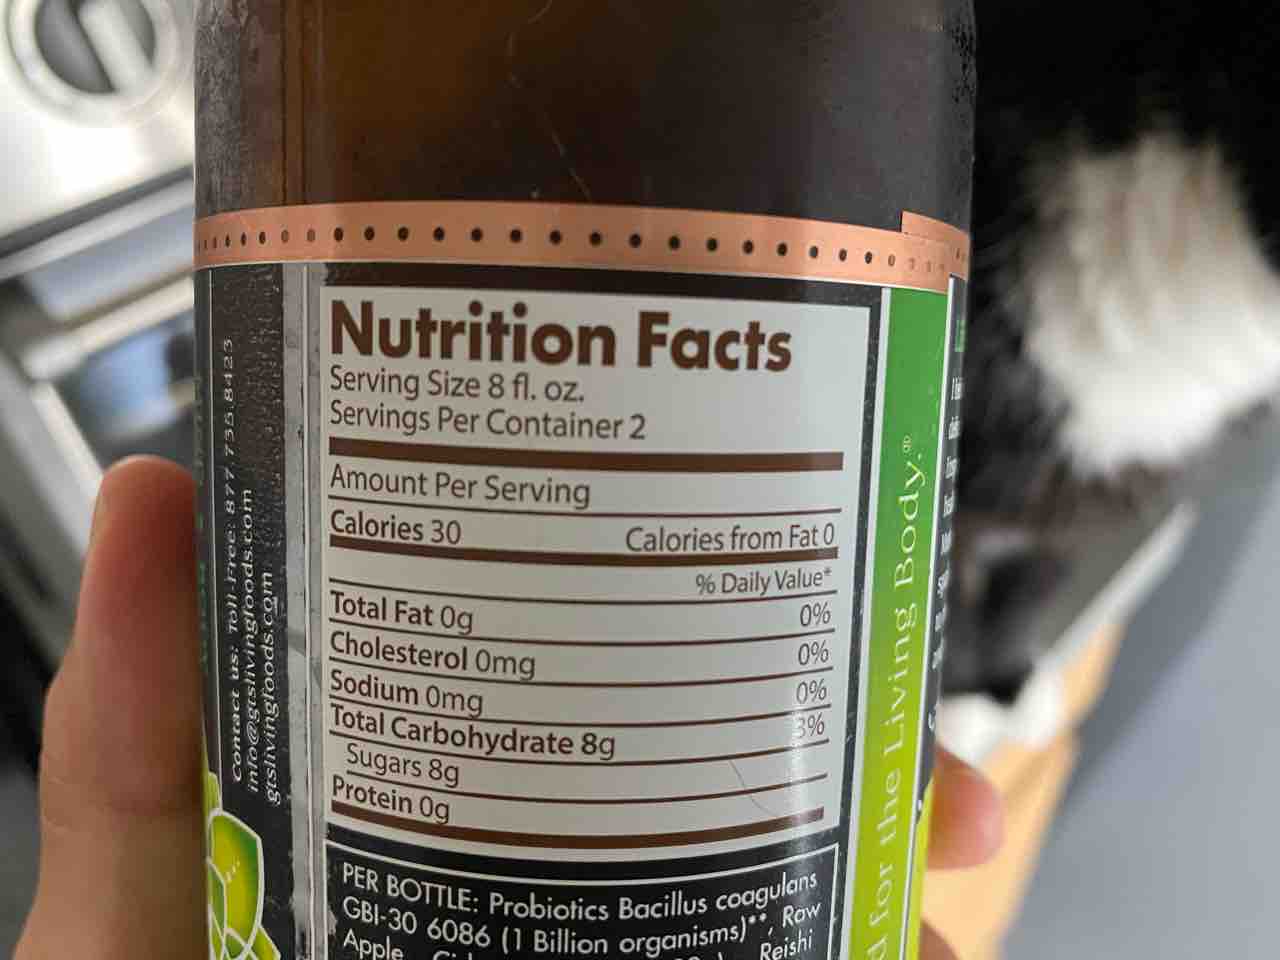 Nutrition Facts
Serving Size 8 fl. oz.
Servings Per Container 2
Amount Per Serving
Calories 30 Calories from Fat 0
% Daily Value*
Total Fat 0g 0%
Cholesterol 0mg 0%
Sodium 0mg 0%
Total Carbohydrate 8g 3%
Sugars 8g
Protein 0g
PER BOTTLE: Probiotics Bacillus coagulans
GBI-30 6086 (1 Billion organisms)**, Raw
Apple Reishi
contact us: Toll-Free: 877.735.8423
info@gtslivingfoods.com
gtslivingfoods.com
for the Living Body.®